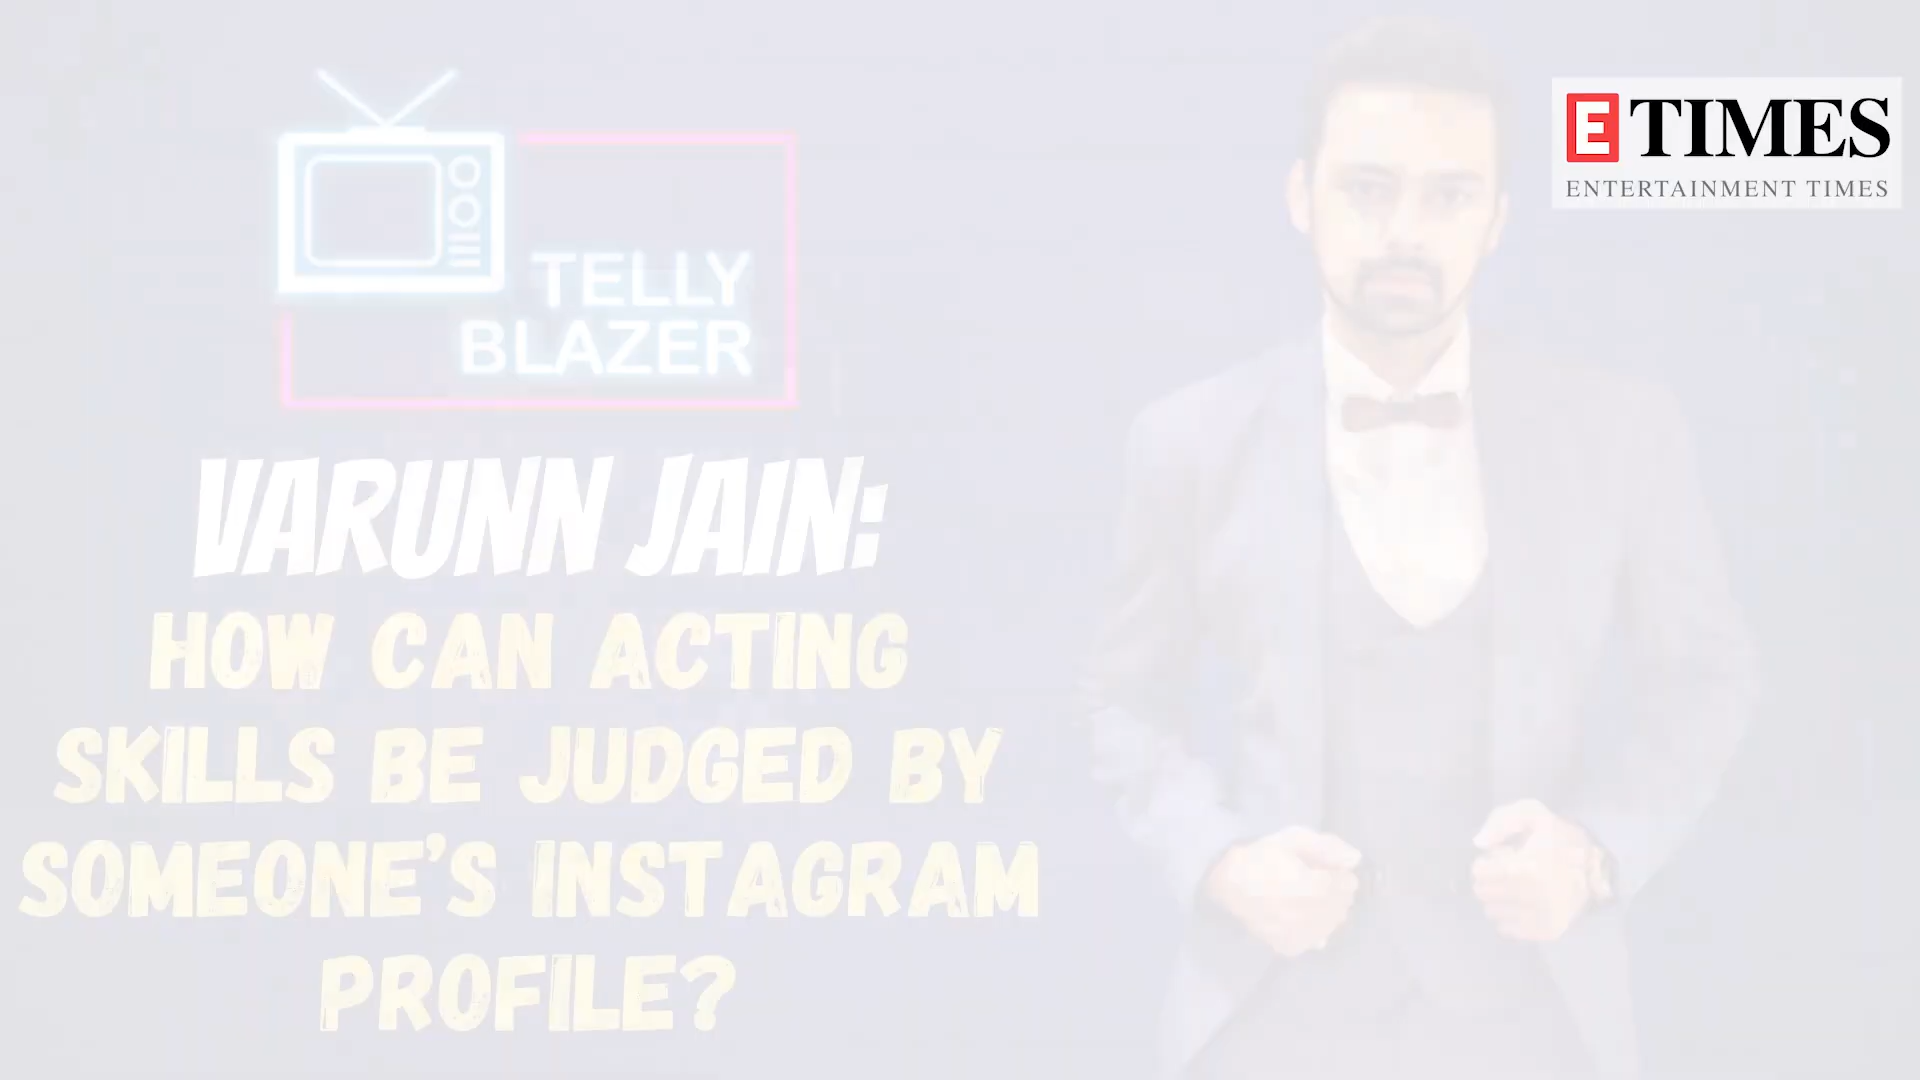 E TIMES
ENTERTAINMENT TIMES
TELLY
BLAZER
VARUNN JAIN:
HOW CAN ACTING
SKILLS BE JUDGED BY
SOMEONE'S INSTAGRAM
PROFILE?